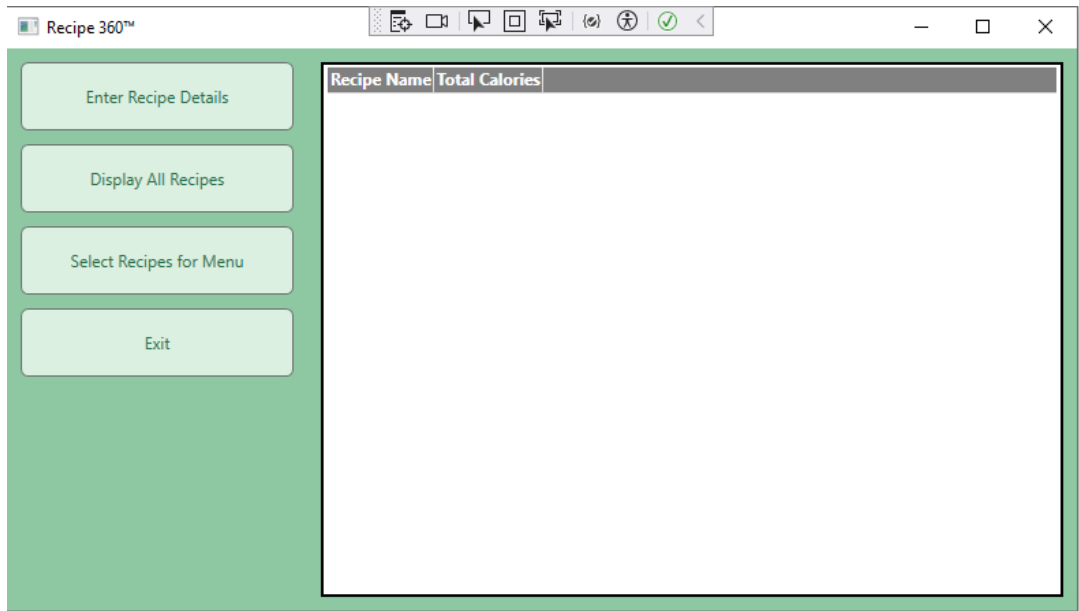 Recipe 360™
Enter Recipe Details
Display All Recipes
Select Recipes for Menu
Exit
Recipe Name Total Calories